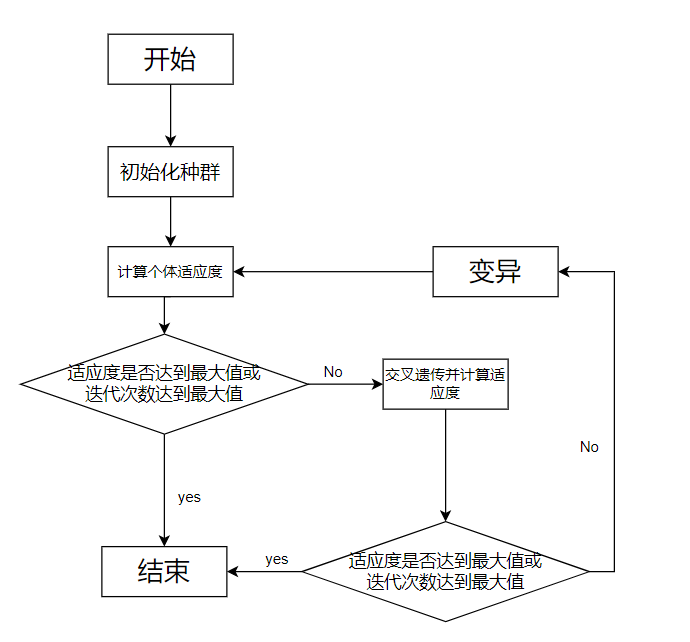 开始
初始化种群
计算个体适应度
变异
适应度是否达到最大值或
迭代次数达到最大值
No
交叉遗传并计算适
应度
No
yes
结束
yes
适应度是否达到最大值或
迭代次数达到最大值